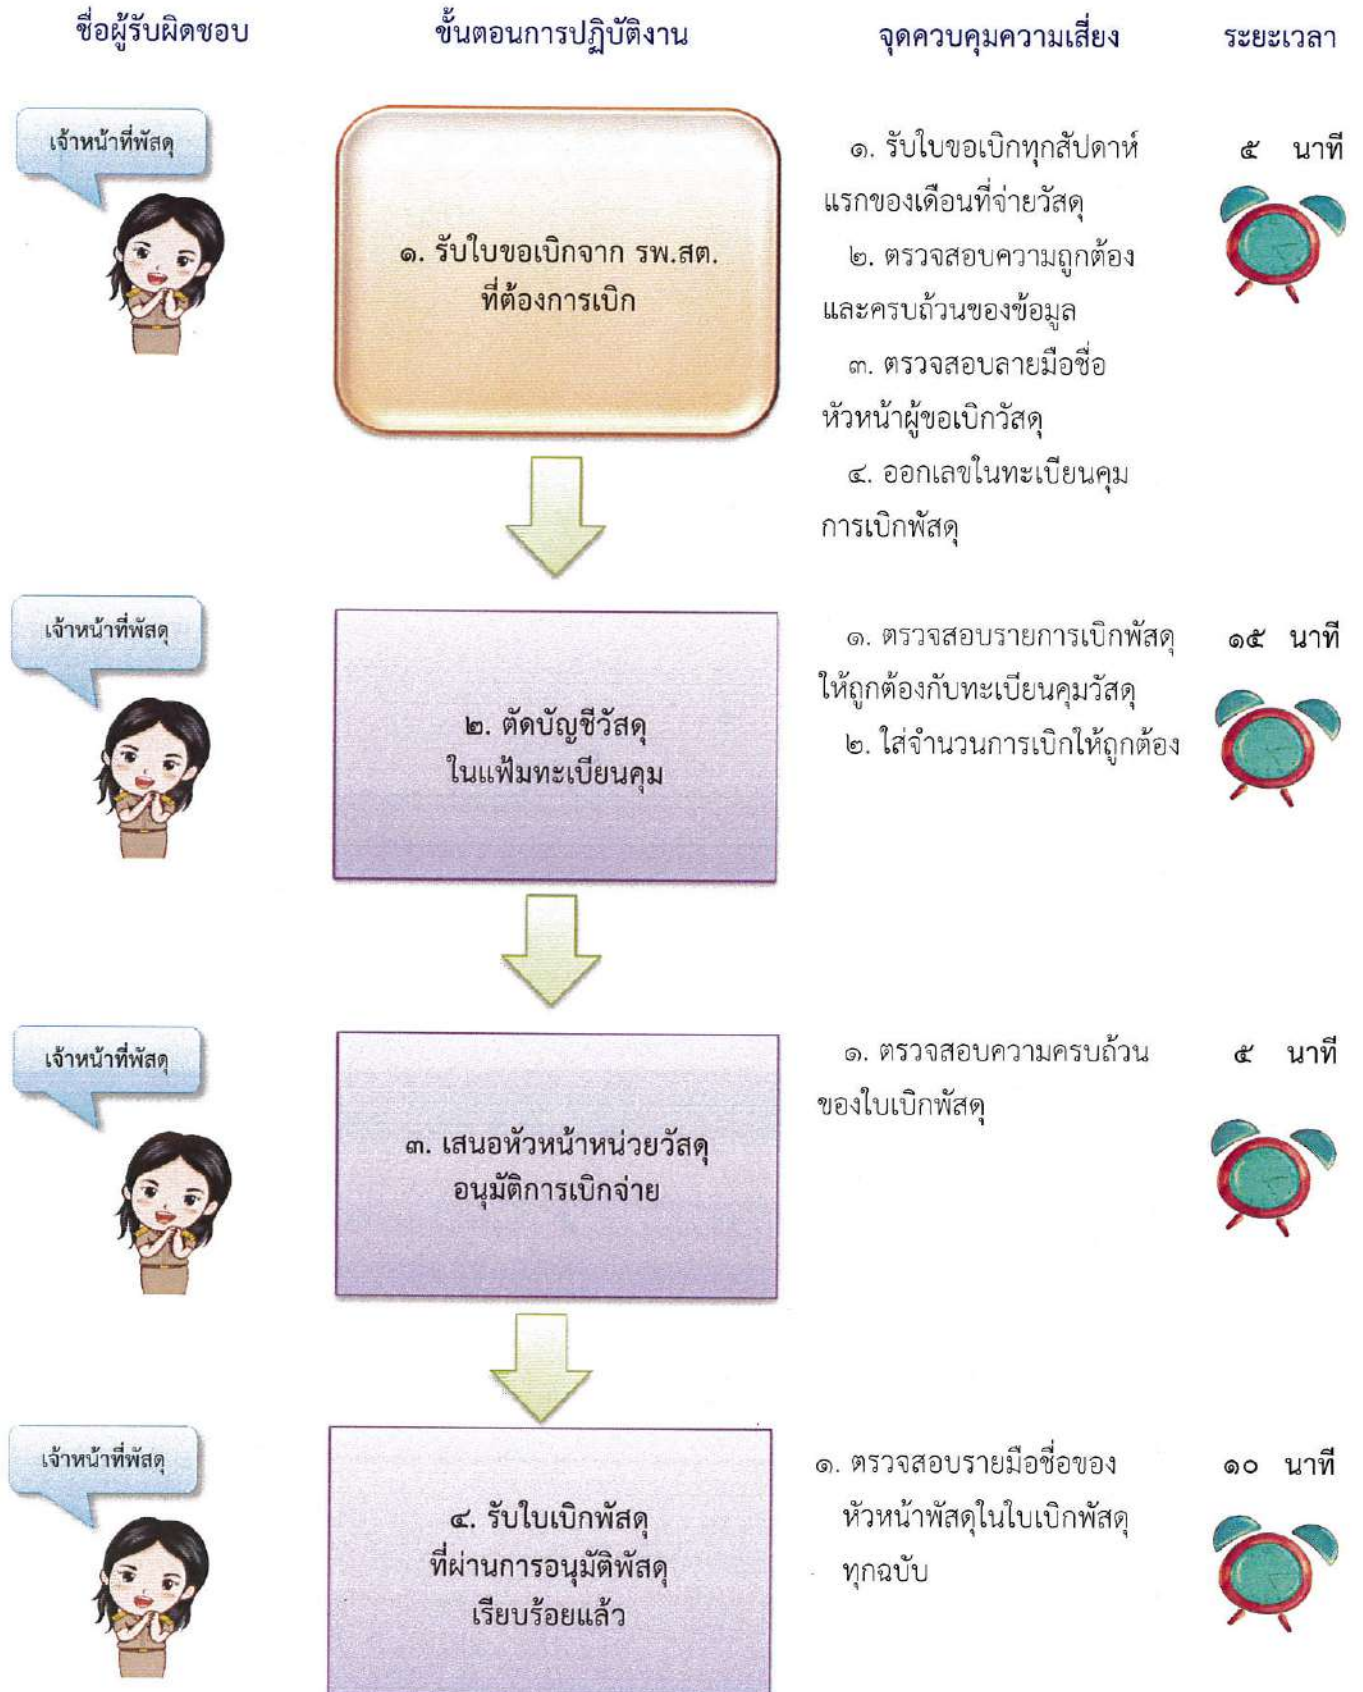 ชื่อผู้รับผิดชอบ
ขั้นตอนการปฏิบัติงาน
จุดควบคุมความเสี่ยง
ระยะเวลา
เจ้าหน้าที่พัสดุ
๑. รับใบขอเบิกจาก รพ.สต.
ที่ต้องการเบิก
๑. รับใบขอเบิกทุกสัปดาห์
แรกของเดือนที่จ่ายวัสดุ
๒. ตรวจสอบความถูกต้อง
และครบถ้วนของข้อมูล
๓. ตรวจสอบลายมือชื่อ
หัวหน้าผู้ขอเบิกวัสดุ
๔. ออกเลขในทะเบียนคุม
การเบิกพัสดุ
๕ นาที
เจ้าหน้าที่พัสดุ
๒. ตัดบัญชีวัสดุ
ในแฟ้มทะเบียนคุม
๑. ตรวจสอบรายการเบิกพัสดุ
ให้ถูกต้องกับทะเบียนคุมวัสดุ
๒. ใส่จำนวนการเบิกให้ถูกต้อง
๑๕ นาที
เจ้าหน้าที่พัสดุ
๓. เสนอหัวหน้าหน่วยวัสดุ
อนุมัติการเบิกจ่าย
๑. ตรวจสอบความครบถ้วน
ของใบเบิกพัสดุ
๕ นาที
เจ้าหน้าที่พัสดุ
๔. รับใบเบิกพัสดุ
ที่ผ่านการอนุมัติพัสดุ
เรียบร้อยแล้ว
๑. ตรวจสอบรายมือชื่อของ
หัวหน้าพัสดุในใบเบิกพัสดุ
ทุกฉบับ
๑๐ นาที